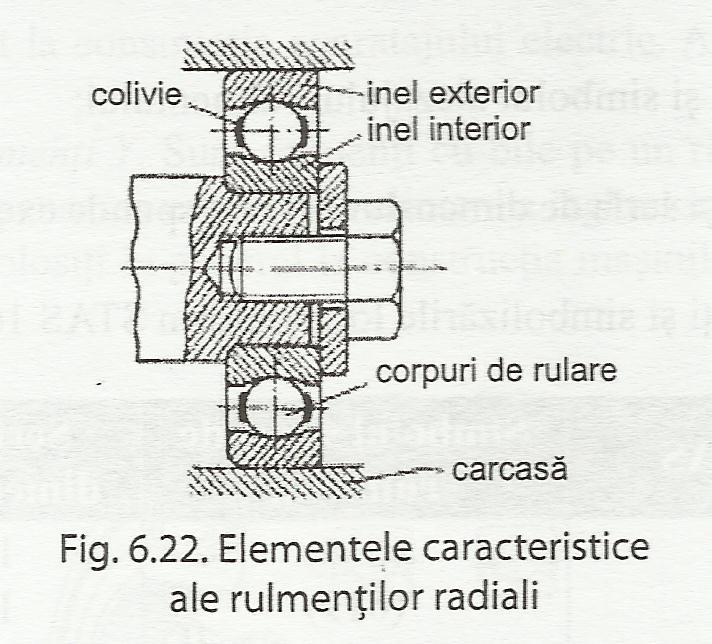 colivie
inel exterior
inel interior
corpuri de rulare
carcasă
Fig. 6.22. Elementele caracteristice
ale rulmenților radiali